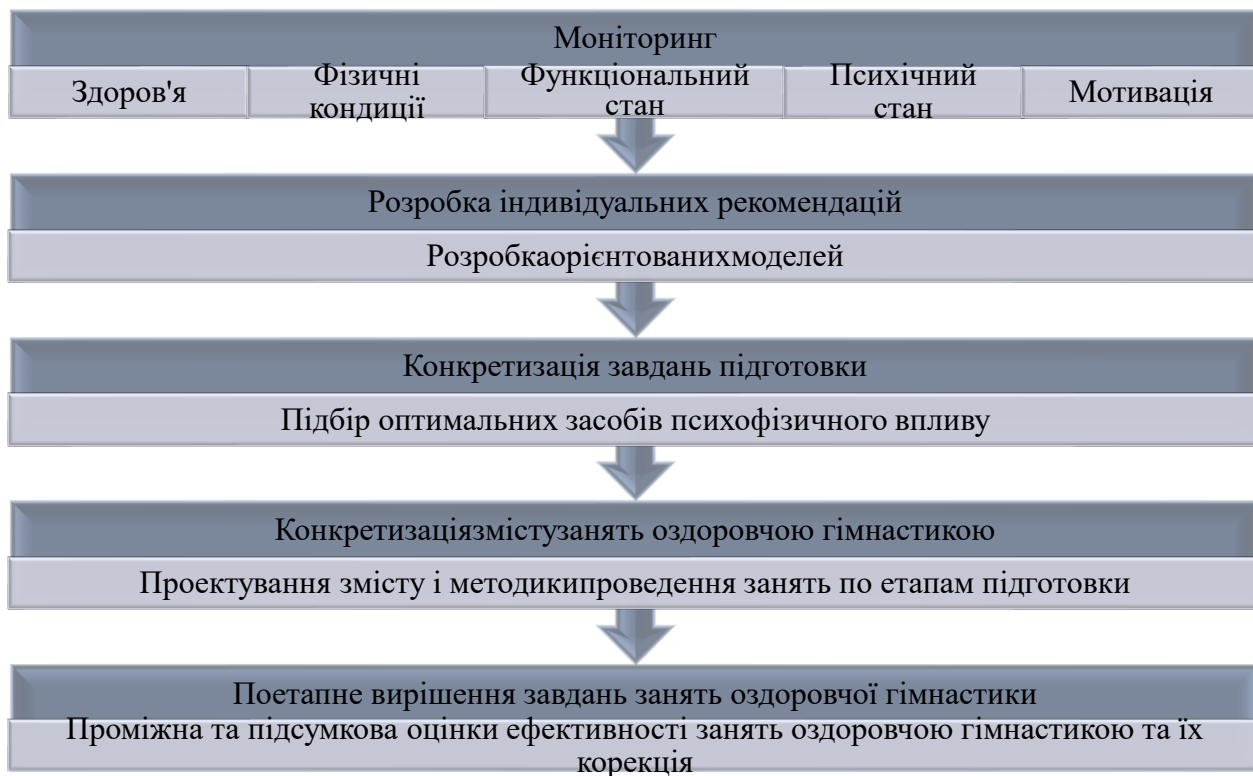 Моніторинг
Здоров'я
Фізичні
кондиції
Функціональний
стан
Психічний
стан
Мотивація
Розробка індивідуальних рекомендацій
Розробкаорієнтованихмоделей
Конкретизація завдань підготовки
Підбір оптимальних засобів психофізичного впливу
Конкретизаціязмістузанять оздоровчою гімнастикою
Проектування змісту і методикипроведення занять по етапам підготовки
Поетапне вирішення завдань занять оздоровчої гімнастики
Проміжна та підсумкова оцінки ефективності занять оздоровчою гімнастикою та їх
корекція